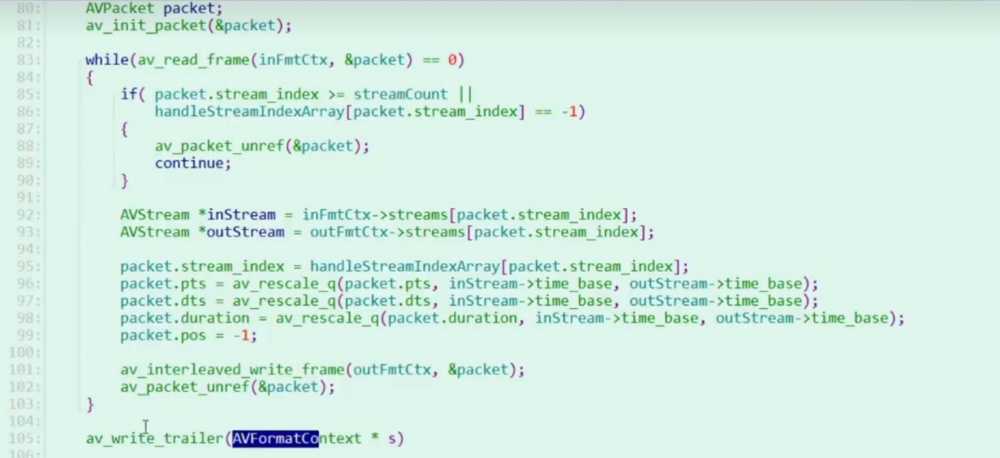 80:     AVPacket packet;
81:     av_init_packet(&packet);
82:
83:     while(av_read_frame(inFmtCtx, &packet) == 0)
84:     {
85:         if( packet.stream_index >= streamCount ||
86:             handleStreamIndexArray[packet.stream_index] == -1)
87:         {
88:             av_packet_unref(&packet);
89:             continue;
90:         }
91:
92:         AVStream *inStream = inFmtCtx->streams[packet.stream_index];
93:         AVStream *outStream = outFmtCtx->streams[packet.stream_index];
94:
95:         packet.stream_index = handleStreamIndexArray[packet.stream_index];
96:         packet.pts = av_rescale_q(packet.pts, inStream->time_base, outStream->time_base);
97:         packet.dts = av_rescale_q(packet.dts, inStream->time_base, outStream->time_base);
98:         packet.duration = av_rescale_q(packet.duration, inStream->time_base, outStream->time_base);
99:         packet.pos = -1;
100:
101:         av_interleaved_write_frame(outFmtCtx, &packet);
102:         av_packet_unref(&packet);
103:     }
104:
105:     av_write_trailer(AVFormatContext * s)
106: